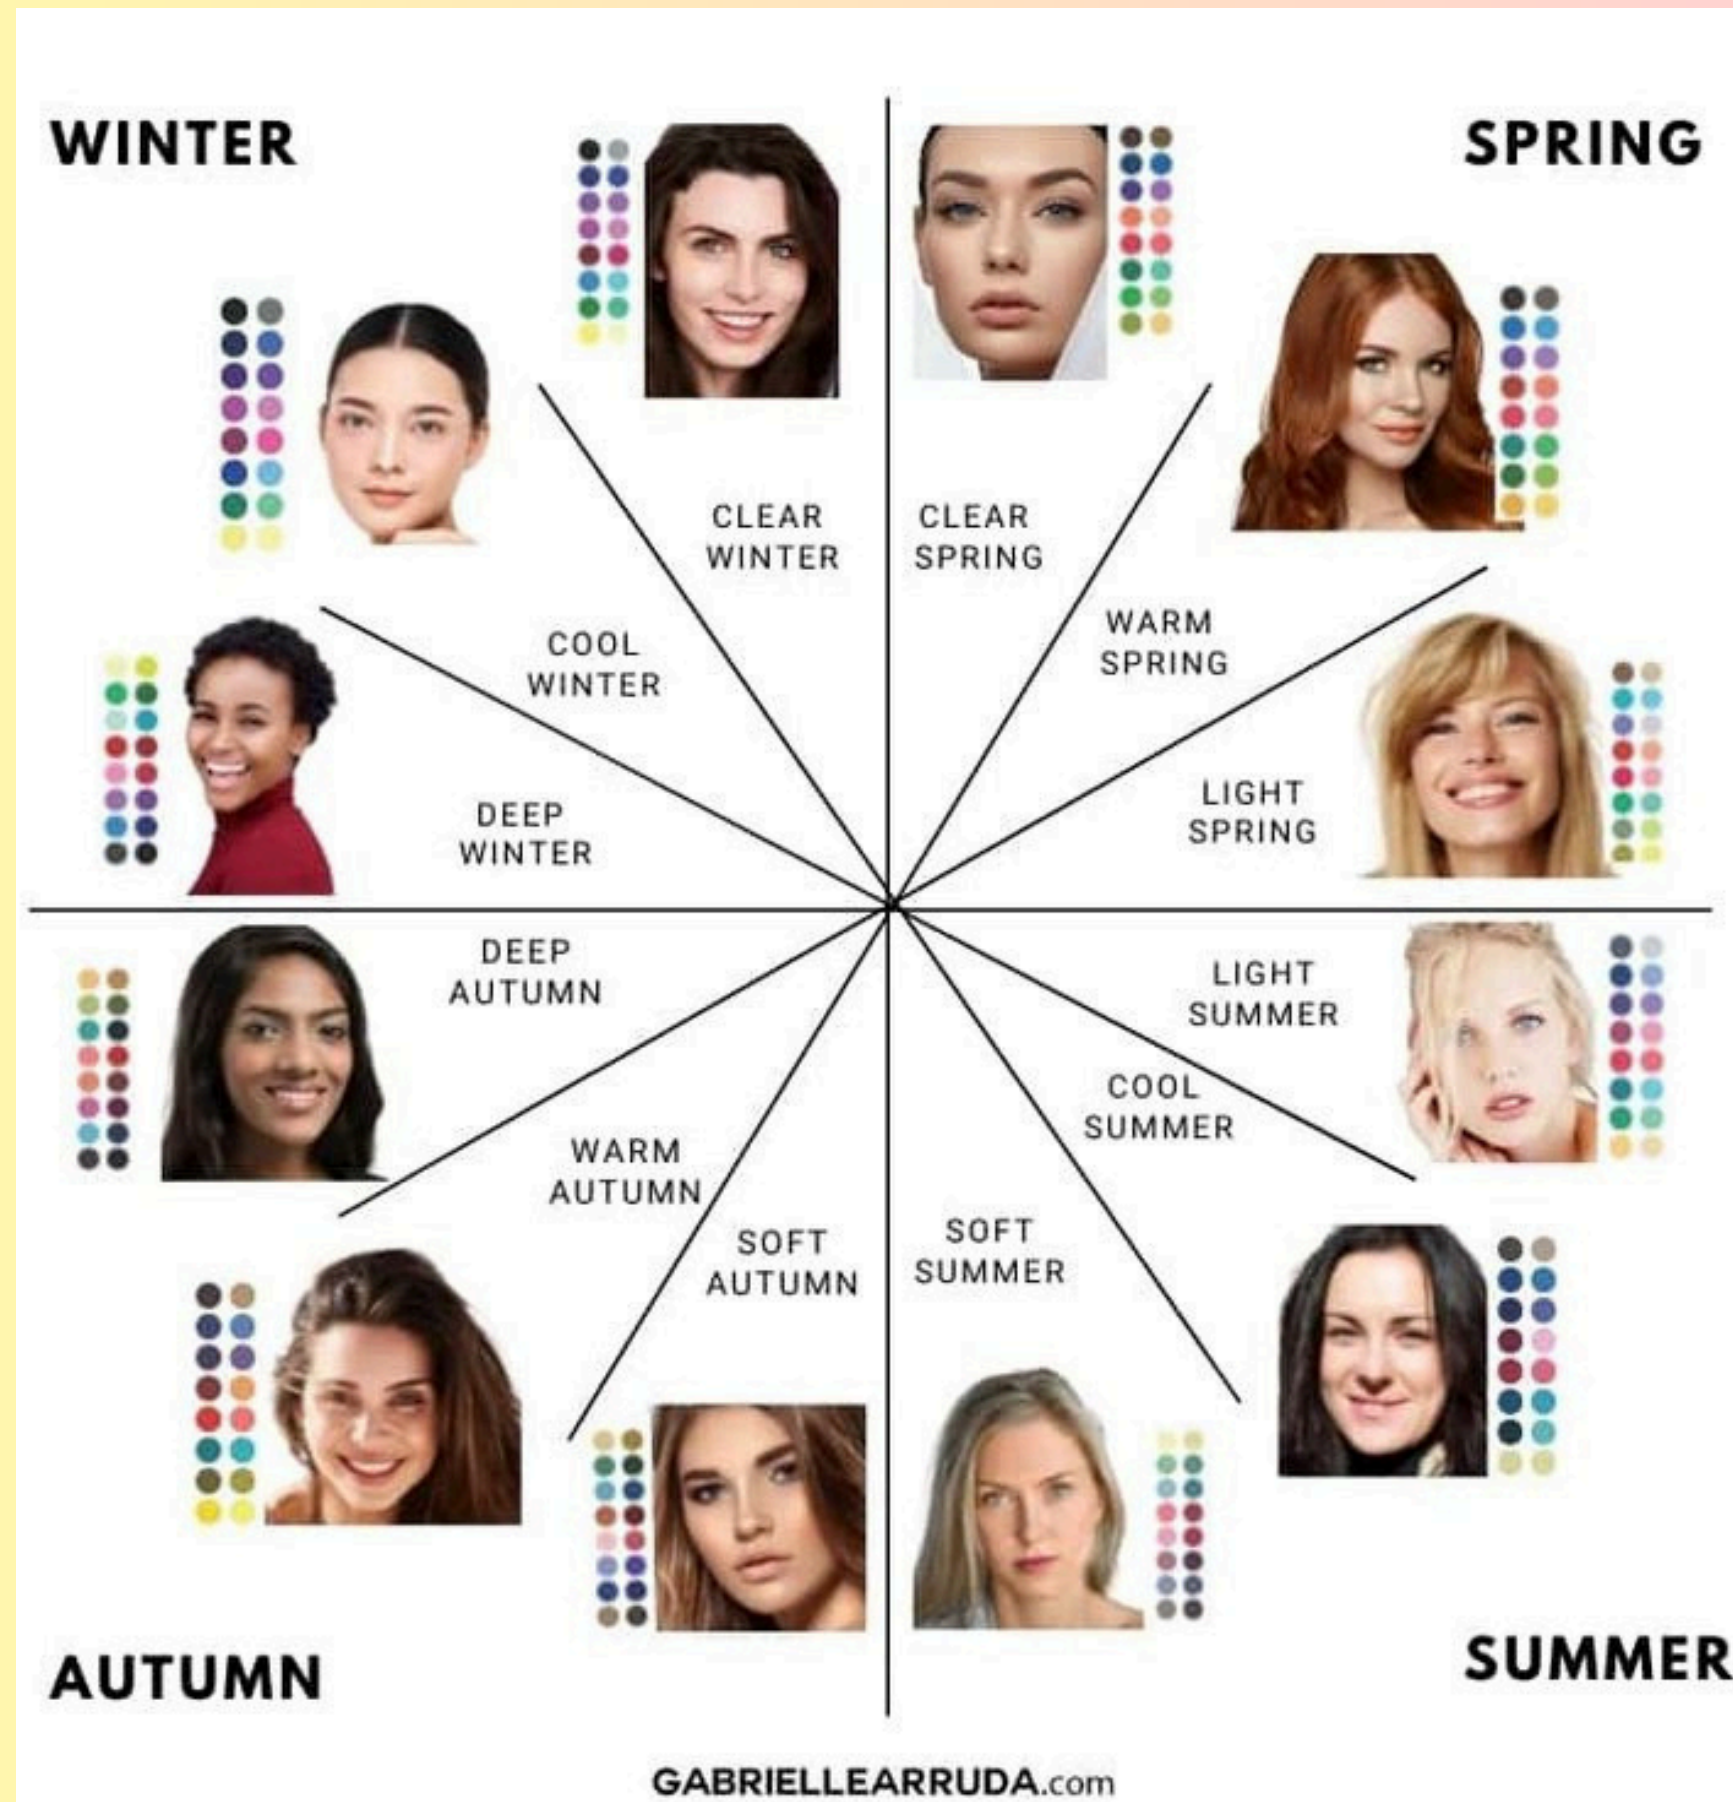 WINTER
SPRING
CLEAR
WINTER
CLEAR
SPRING
WARM
SPRING
COOL
WINTER
LIGHT
SPRING
DEEP
WINTER
DEEP
AUTUMN
LIGHT
SUMMER
COOL
SUMMER
WARM
AUTUMN
SOFT
AUTUMN
SOFT
SUMMER
AUTUMN
SUMMER
GABRIELLEARRUDA.com